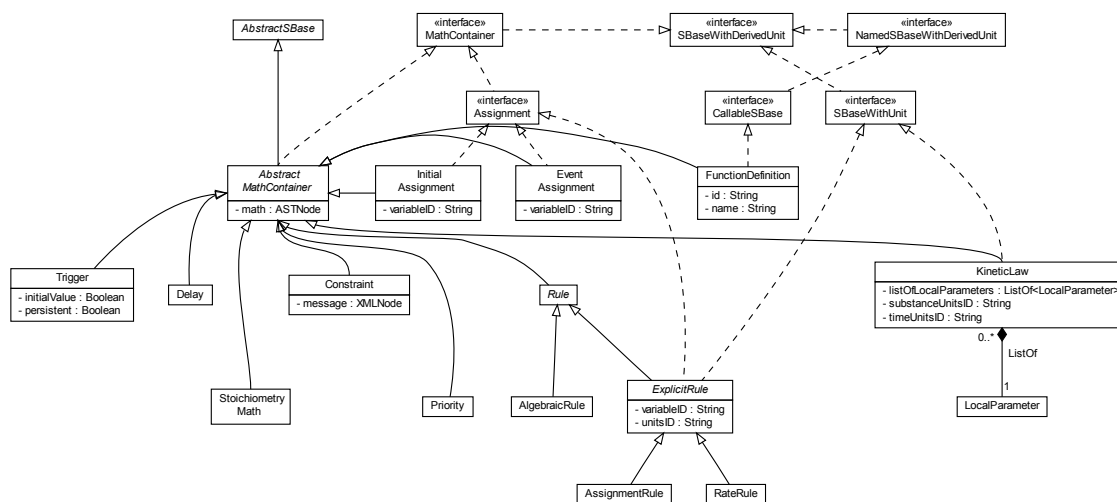 AbstractSBase
«interface»
MathContainer
«interface»
SBaseWithDerivedUnit
«interface»
NamedSBaseWithDerivedUnit
«interface»
Assignment
«interface»
CallableSBase
«interface»
SBaseWithUnit
Abstract
MathContainer
- math : ASTNode
Initial
Assignment
- variableID : String
Event
Assignment
- variableID : String
FunctionDefinition
- id : String
- name : String
Trigger
- initialValue : Boolean
- persistent : Boolean
Delay
Constraint
- message : XMLNode
Rule
KineticLaw
- listOfLocalParameters : ListOf<LocalParameter>
- substanceUnitsID : String
- timeUnitsID : String
0..*
ListOf
1
LocalParameter
Stoichiometry
Math
Priority
AlgebraicRule
ExplicitRule
- variableID : String
- unitsID : String
AssignmentRule
RateRule